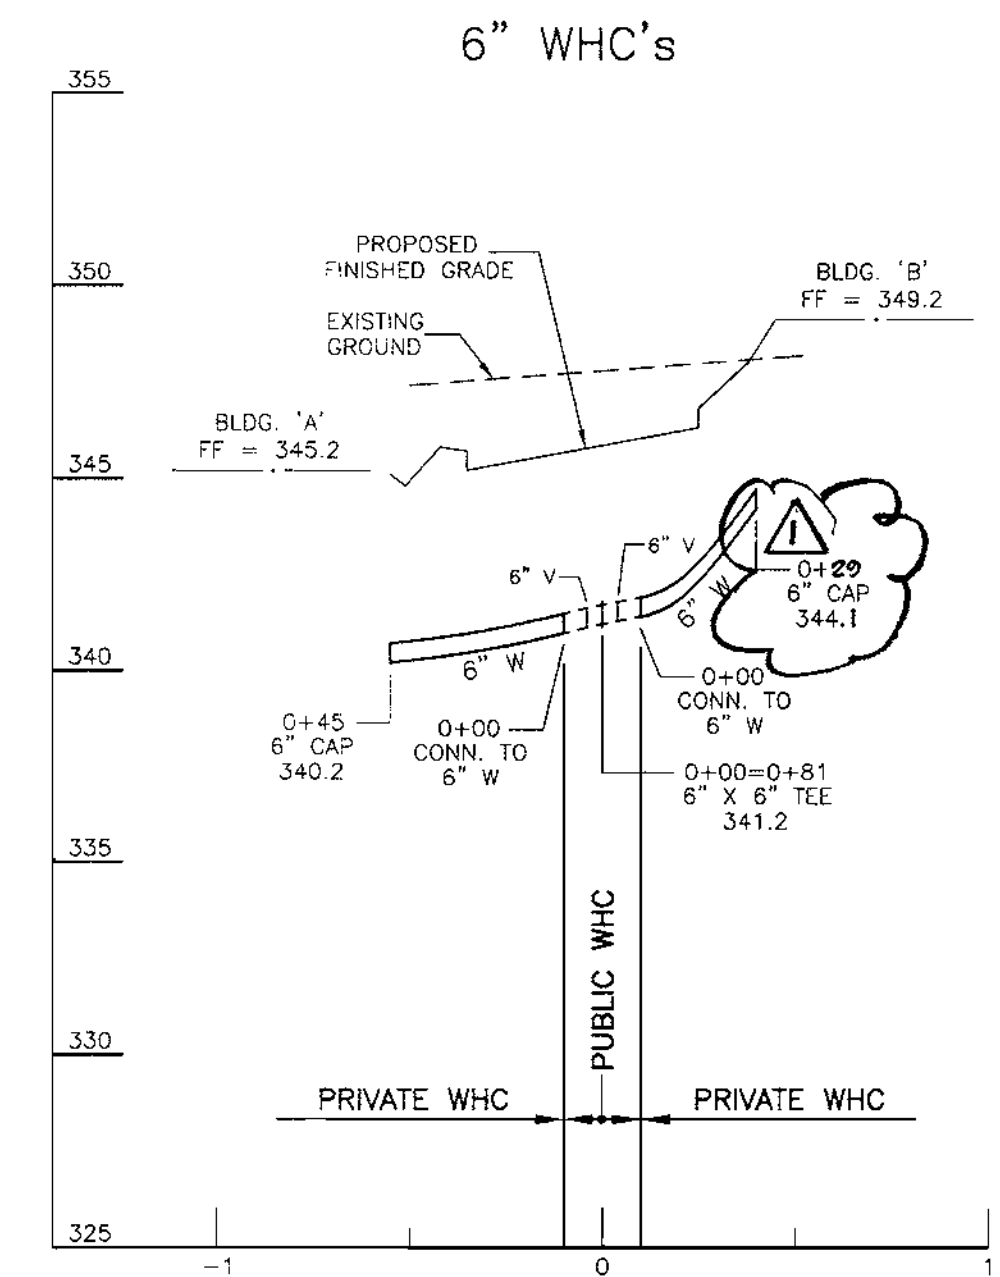 6" WHC's
355
350
345
340
335
330
325
PROPOSED
FINISHED GRADE
EXISTING
GROUND
BLDG. 'B'
FF = 349.2
BLDG. 'A'
FF = 345.2
6" V
6" V
6" W
6" W
1
0+29
6" CAP
344.1
0+45
6" CAP
340.2
0+00
CONN. TO
6" W
0+00
CONN. TO
6" W
0+00=0+81
6" X 6" TEE
341.2
PUBLIC WHC
PRIVATE WHC
PRIVATE WHC
-1
0
1